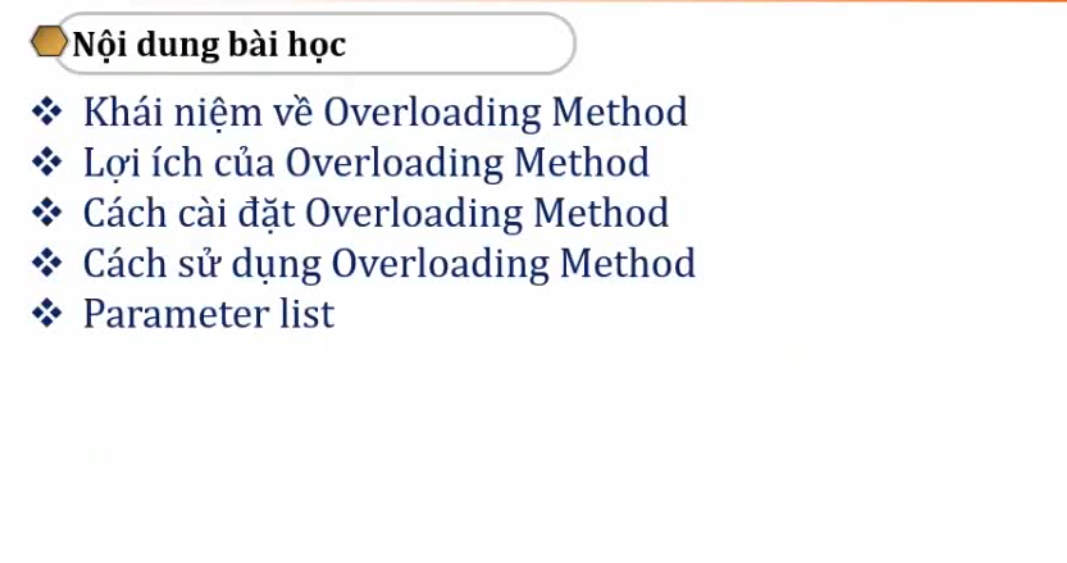 Nội dung bài học
Khái niệm về Overloading Method
Lợi ích của Overloading Method
Cách cài đặt Overloading Method
Cách sử dụng Overloading Method
Parameter list